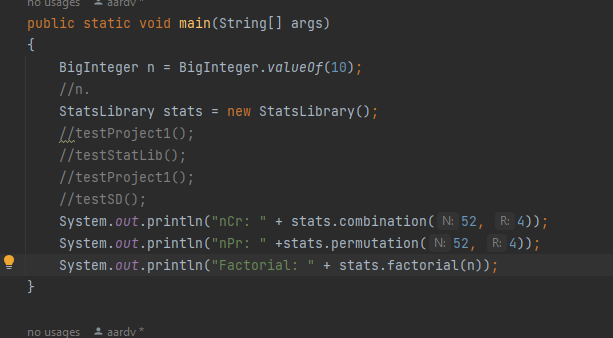 no usages aardv *
public static void main(String[] args)
{
BigInteger n = BigInteger.valueOf(10);
//n.
StatsLibrary stats = new StatsLibrary();
//testProject1();
//testStatLib();
//testProject1();
//testSD();
System.out.println("nCr: " + stats.combination( N: 52, R: 4));
System.out.println("nPr: " +stats.permutation( N: 52, R: 4));
System.out.println("Factorial: " + stats.factorial(n));
}
no usages aardv *